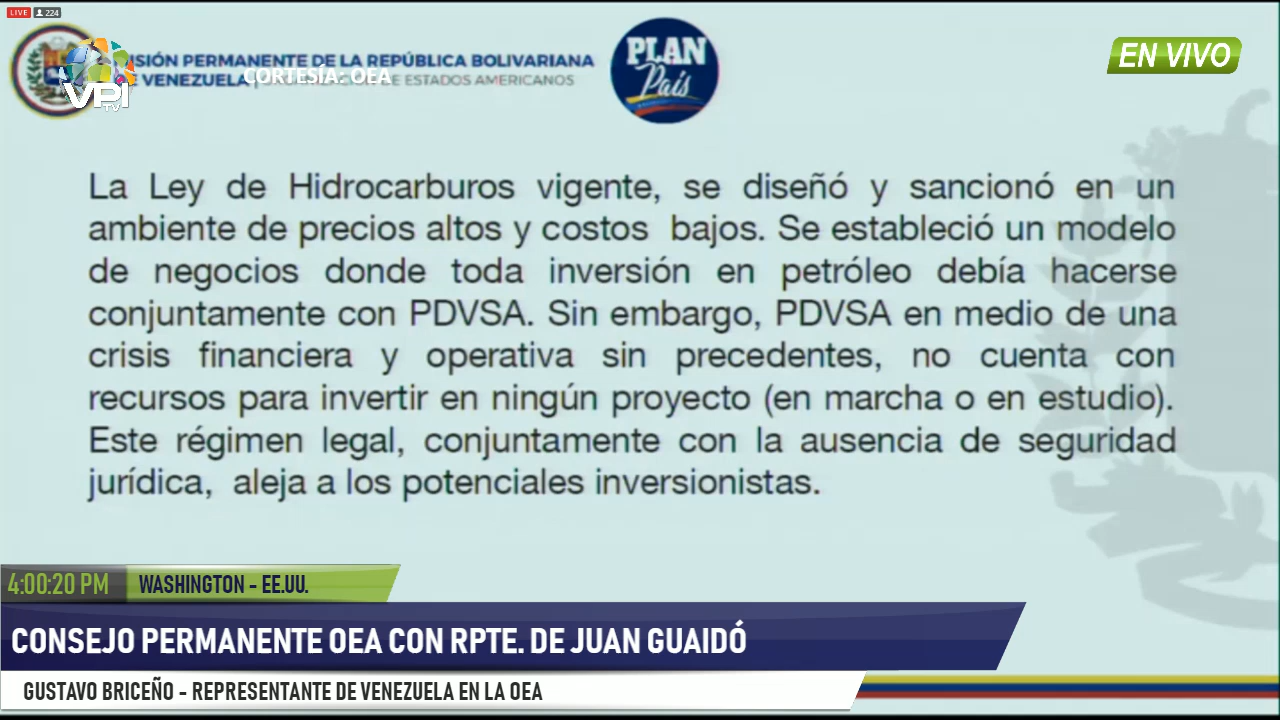 LIVE 224
ISIÓN PERMANENTE DE LA REPÚBLICA BOLIVARIANA
VENEZUELA | DE ESTADOS AMERICANOS
CORTESÍA: OEA
VPI
TV
PLAN
País
EN VIVO
La Ley de Hidrocarburos vigente, se diseñó y sancionó en un
ambiente de precios altos y costos bajos. Se estableció un modelo
de negocios donde toda inversión en petróleo debía hacerse
conjuntamente con PDVSA. Sin embargo, PDVSA en medio de una
crisis financiera y operativa sin precedentes, no cuenta con
recursos para invertir en ningún proyecto (en marcha o en estudio).
Este régimen legal, conjuntamente con la ausencia de seguridad
jurídica, aleja a los potenciales inversionistas.
4:00:20 PM WASHINGTON - EE.UU.
CONSEJO PERMANENTE OEA CON RPTE. DE JUAN GUAIDÓ
GUSTAVO BRICEÑO - REPRESENTANTE DE VENEZUELA EN LA OEA